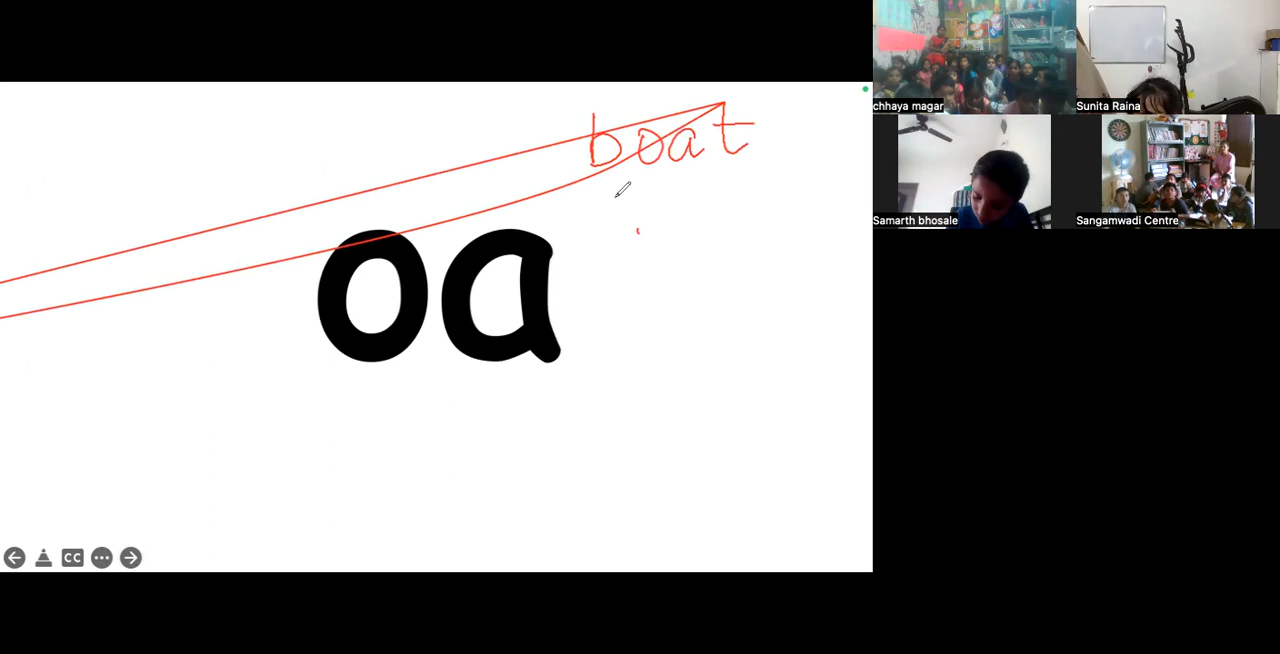 boat
oa
chhaya magar
Sunita Raina
Samarth bhosale
Sangamwadi Centre
CC